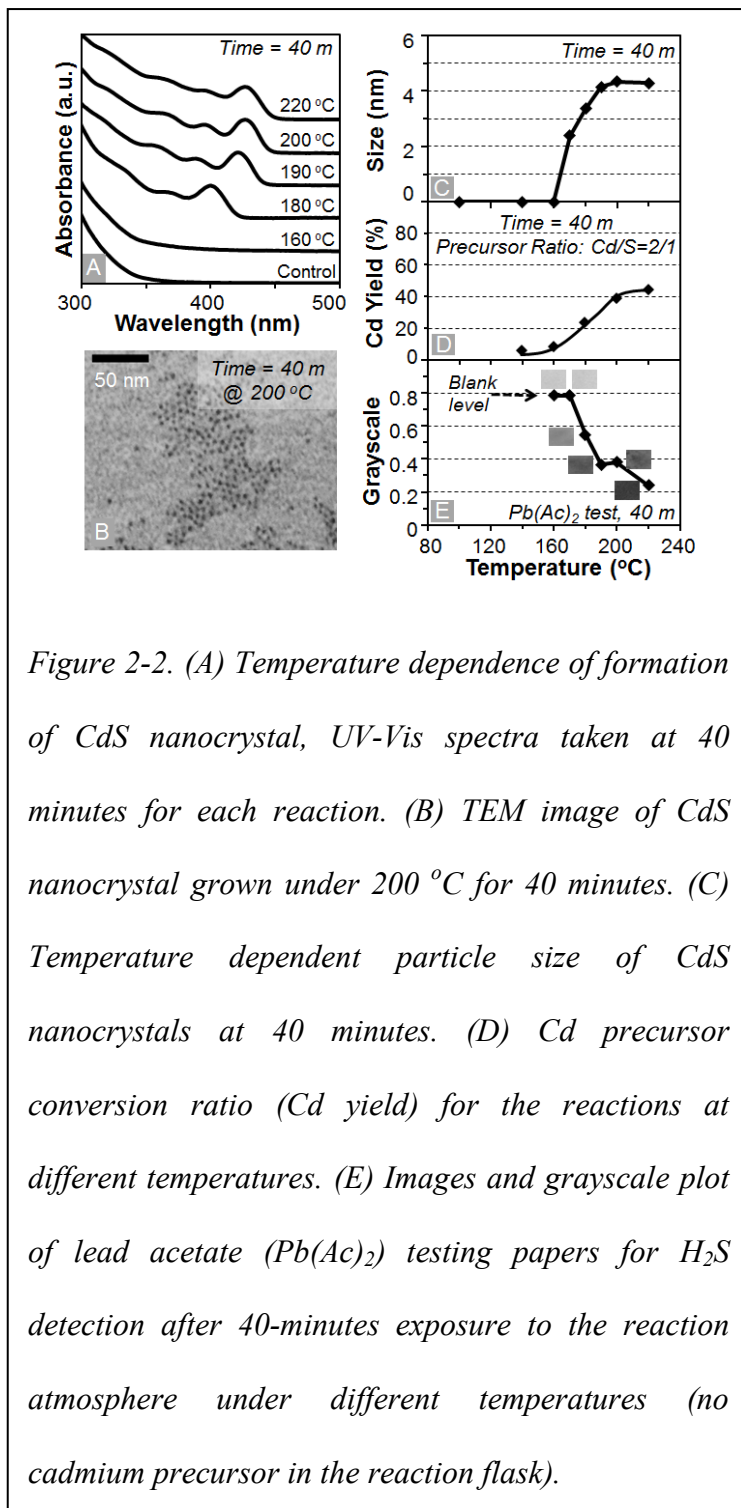 Time = 40 m
220 °C
200 °C
190 °C
180 °C
160 °C
Control
Absorbance (a.u.)
A
300 400 500
Wavelength (nm)
50 nm
Time = 40 m
@ 200 °C
B
6
4
2
0
Size (nm)
Time = 40 m
C
80
60
40
20
0
Cd Yield (%)
Time = 40 m
Precursor Ratio: Cd/S=2/1
D
0.8
0.6
0.4
0.2
0
Grayscale
Blank
level
E
Pb(Ac)₂ test, 40 m
80 120 160 200 240
Temperature (°C)
Figure 2-2. (A) Temperature dependence of formation
of CdS nanocrystal, UV-Vis spectra taken at 40
minutes for each reaction. (B) TEM image of CdS
nanocrystal grown under 200 °C for 40 minutes. (C)
Temperature dependent particle size of CdS
nanocrystals at 40 minutes. (D) Cd precursor
conversion ratio (Cd yield) for the reactions at
different temperatures. (E) Images and grayscale plot
of lead acetate (Pb(Ac)₂) testing papers for H₂S
detection after 40-minutes exposure to the reaction
atmosphere under different temperatures (no
cadmium precursor in the reaction flask).